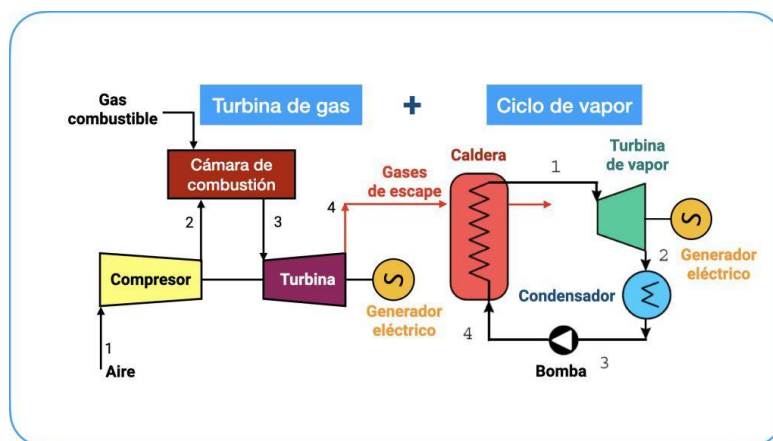 Turbina de gas
+
Ciclo de vapor
Gas
combustible
Cámara de
combustión
2
3
4
Gases
de escape
Compresor
Turbina
Generador
eléctrico
1
Aire
Caldera
1
Turbina
de vapor
2
Generador
eléctrico
Condensador
4
Bomba
3